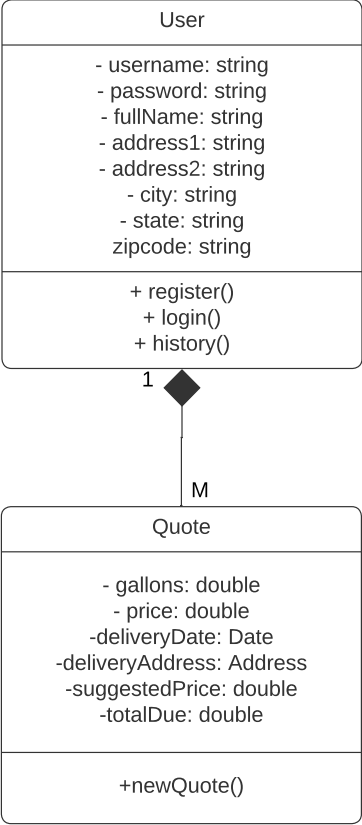 User
- username: string
- password: string
- fullName: string
- address1: string
- address2: string
- city: string
- state: string
zipcode: string
+ register()
+ login()
+ history()
1
M
Quote
- gallons: double
- price: double
-deliveryDate: Date
-deliveryAddress: Address
-suggestedPrice: double
-totalDue: double
+newQuote()